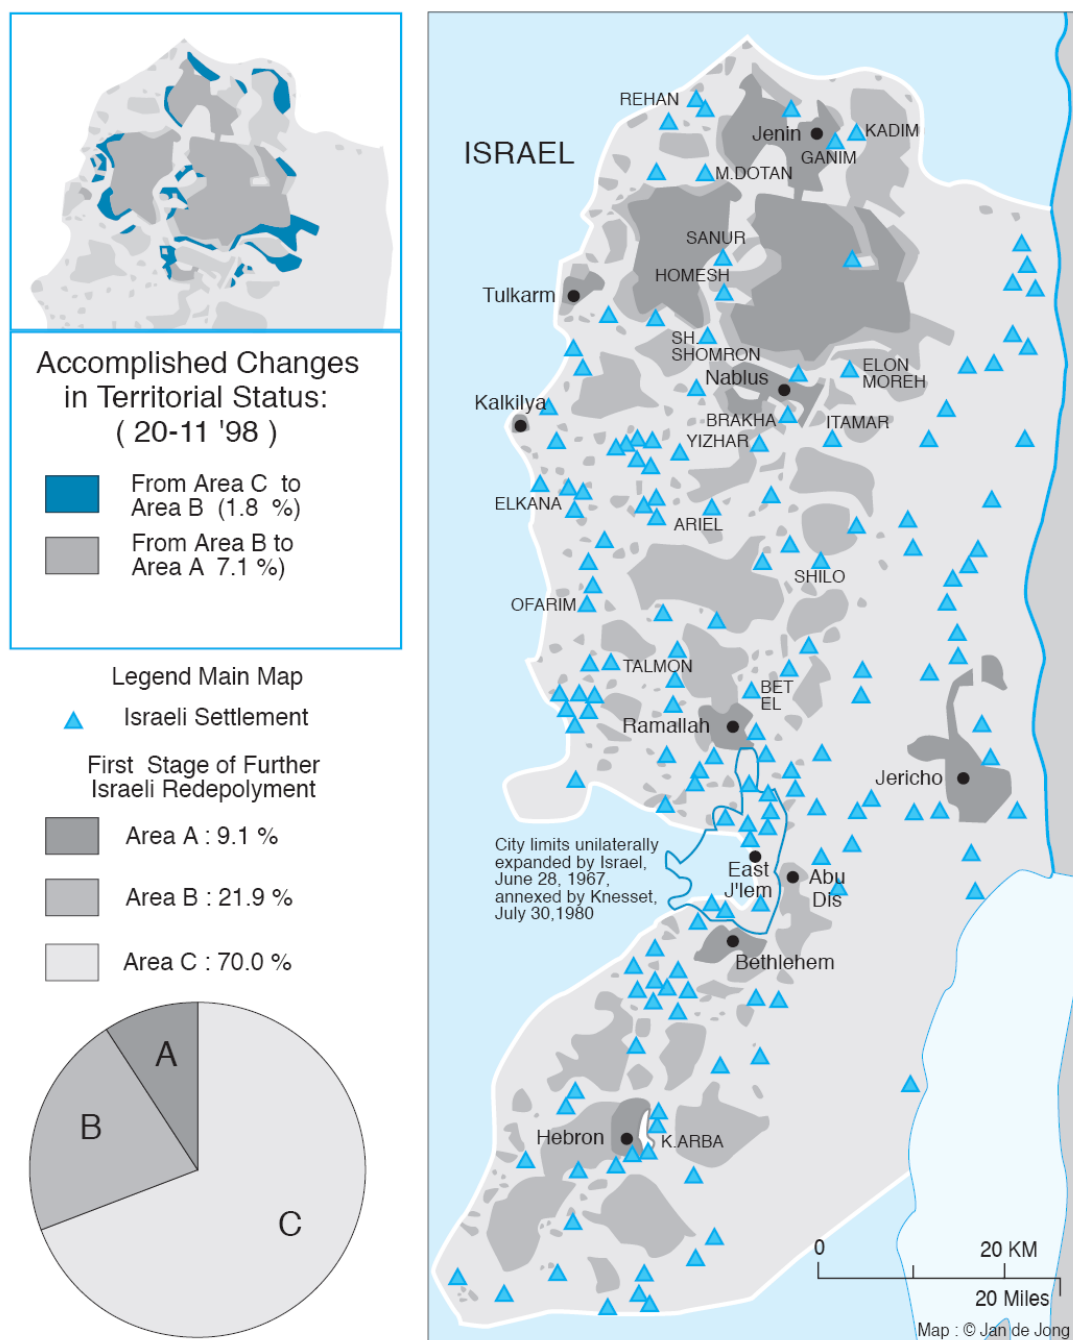 Accomplished Changes
in Territorial Status:
( 20-11 '98 )
From Area C to
Area B (1.8 %)
From Area B to
Area A 7.1 %)
Legend Main Map
Israeli Settlement
First Stage of Further
Israeli Redepolyment
Area A : 9.1 %
Area B : 21.9 %
Area C : 70.0 %
A
B
C
ISRAEL
REHAN
Jenin
KADIM
GANIM
M.DOTAN
SANUR
HOMESH
Tulkarm
SH.
SHOMRON
ELON
MOREH
Nablus
Kalkilya
BRAKHA
ITAMAR
YIZHAR
ELKANA
ARIEL
SHILO
OFARIM
TALMON
BET
EL
Ramallah
Jericho
City limits unilaterally
expanded by Israel,
June 28, 1967,
annexed by Knesset,
July 30,1980
East
J'lem
Abu
Dis
Bethlehem
Hebron
K.ARBA
0
20 KM
20 Miles
Map : © Jan de Jong